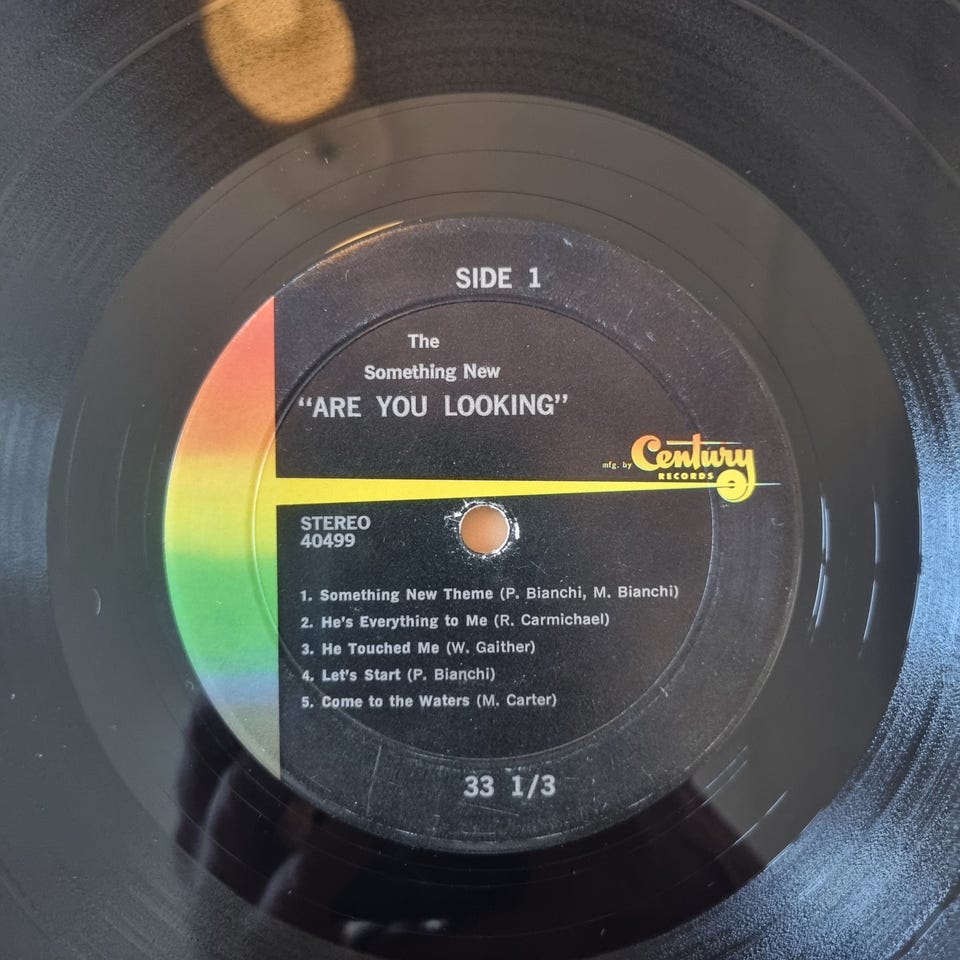 SIDE 1
The
Something New
“ARE YOU LOOKING”
mfg. by Century
RECORDS
STEREO
40499
1. Something New Theme (P. Bianchi, M. Bianchi)
2. He's Everything to Me (R. Carmichael)
3. He Touched Me (W. Gaither)
4. Let's Start (P. Bianchi)
5. Come to the Waters (M. Carter)
33 1/3